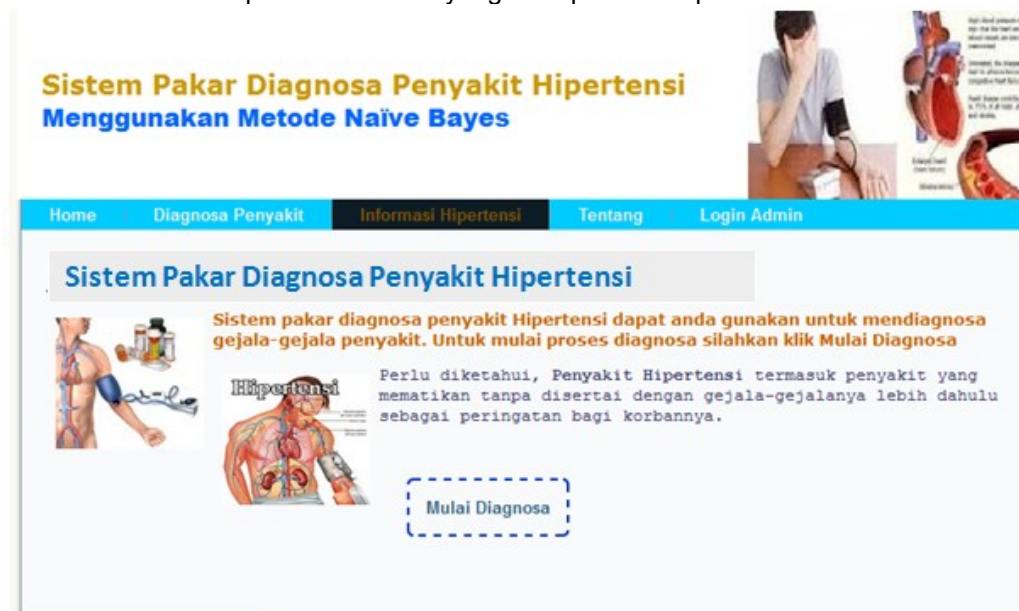 Sistem Pakar Diagnosa Penyakit Hipertensi
Menggunakan Metode Naïve Bayes
Home
Diagnosa Penyakit
Informasi Hipertensi
Tentang
Login Admin
Sistem Pakar Diagnosa Penyakit Hipertensi
Sistem pakar diagnosa penyakit Hipertensi dapat anda gunakan untuk mendiagnosa
gejala-gejala penyakit. Untuk mulai proses diagnosa silahkan klik Mulai Diagnosa
Hipertensi
Perlu diketahui, Penyakit Hipertensi termasuk penyakit yang
mematikan tanpa disertai dengan gejala-gejalanya lebih dahulu
sebagai peringatan bagi korbannya.
Mulai Diagnosa